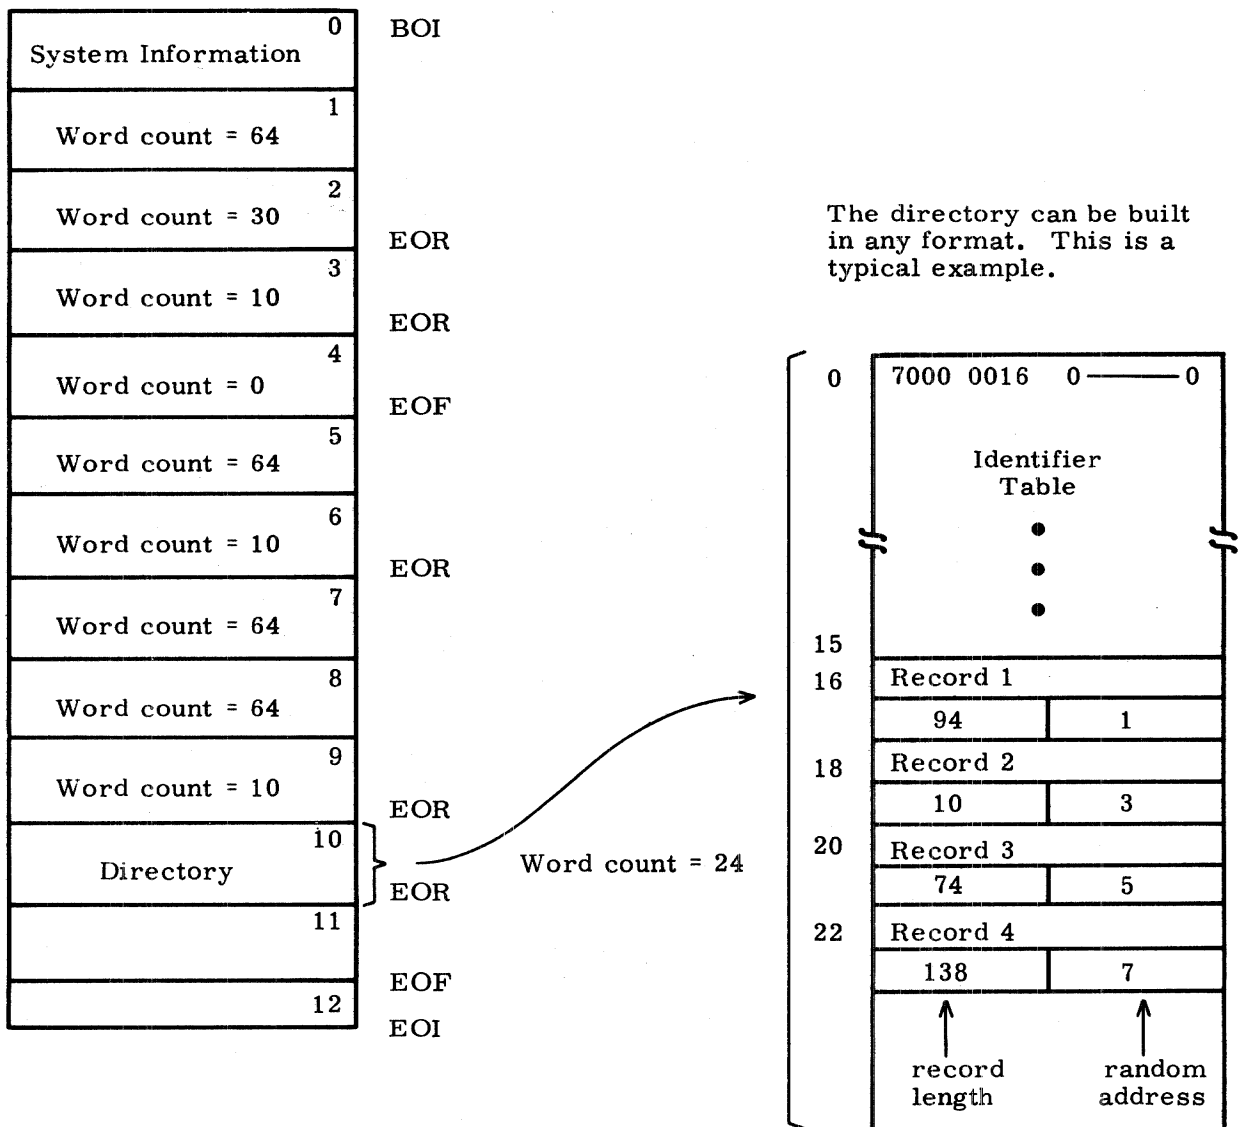 0 BOI
System Information
1
Word count = 64
2
Word count = 30
EOR
3
Word count = 10
EOR
4
Word count = 0
EOF
5
Word count = 64
6
Word count = 10
EOR
7
Word count = 64
8
Word count = 64
9
Word count = 10
EOR
10
Directory
EOR
11
EOF
12
EOI
Word count = 24
The directory can be built
in any format. This is a
typical example.
0 7000 0016 0 0
Identifier
Table
15
16 Record 1
94 1
18 Record 2
10 3
20 Record 3
74 5
22 Record 4
138 7
record
length
random
address